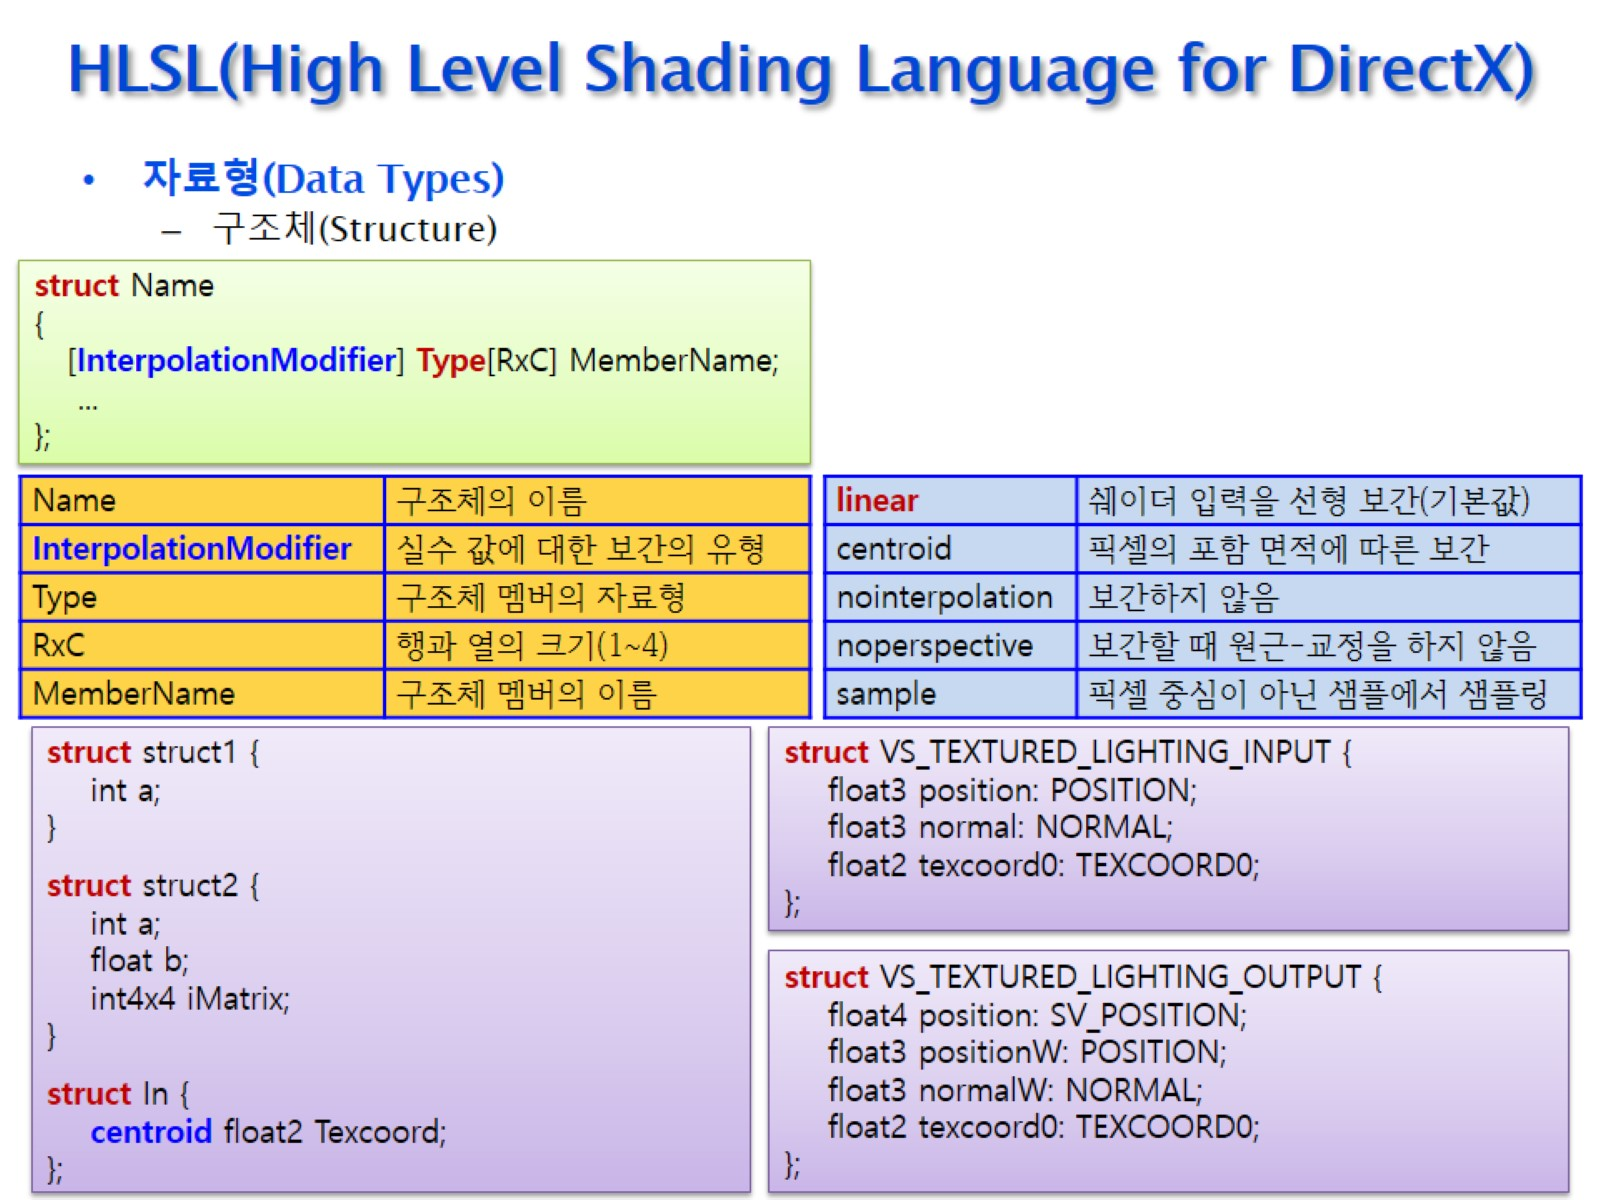 HLSL(High Level Shading Language for DirectX)
• 자료형(Data Types)
– 구조체(Structure)
struct Name
{
[InterpolationModifier] Type[RxC] MemberName;
...
};
Name 구조체의 이름
InterpolationModifier 실수 값에 대한 보간의 유형
Type 구조체 멤버의 자료형
RxC 행과 열의 크기(1~4)
MemberName 구조체 멤버의 이름
linear 쉐이더 입력을 선형 보간(기본값)
centroid 픽셀의 포함 면적에 따른 보간
nointerpolation 보간하지 않음
noperspective 보간할 때 원근-교정을 하지 않음
sample 픽셀 중심이 아닌 샘플에서 샘플링
struct struct1 {
int a;
}
struct struct2 {
int a;
float b;
int4x4 iMatrix;
}
struct In {
centroid float2 Texcoord;
};
struct VS_TEXTURED_LIGHTING_INPUT {
float3 position: POSITION;
float3 normal: NORMAL;
float2 texcoord0: TEXCOORD0;
};
struct VS_TEXTURED_LIGHTING_OUTPUT {
float4 position: SV_POSITION;
float3 positionW: POSITION;
float3 normalW: NORMAL;
float2 texcoord0: TEXCOORD0;
};